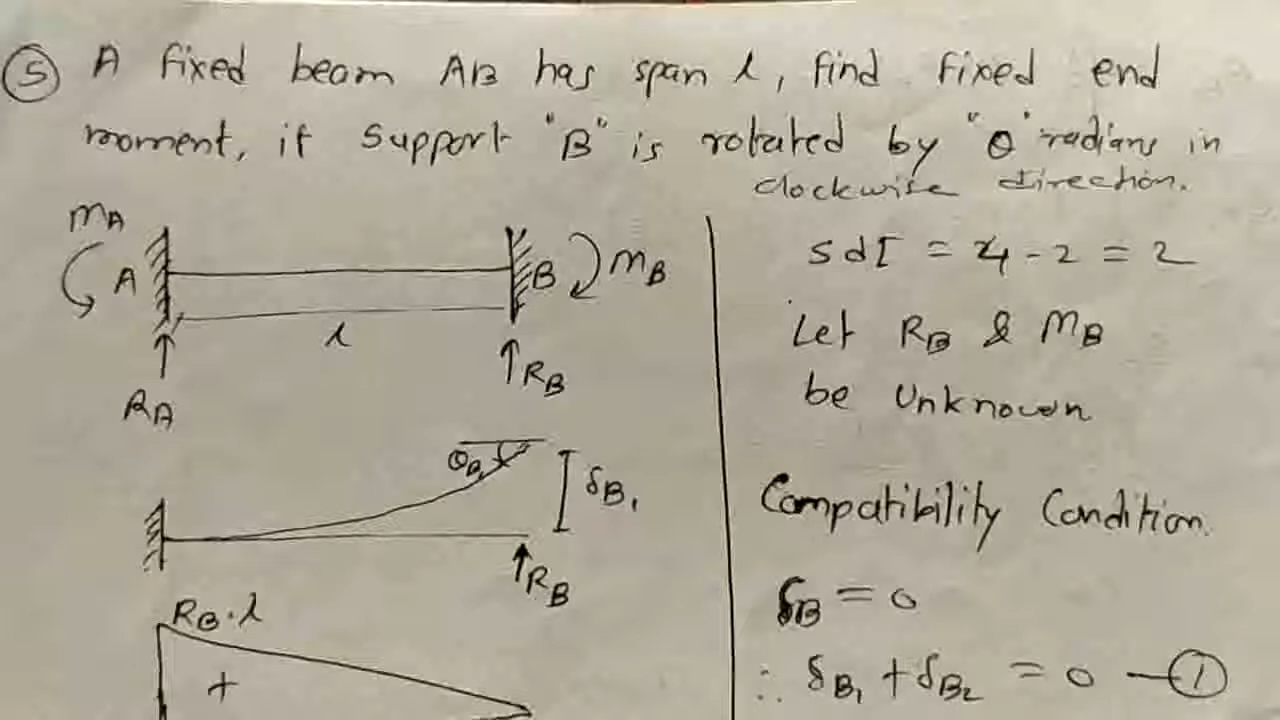 ⑤ A fixed beam AB has span l, find fixed end
moment, if support "B" is rotated by "θ" radians in
clockwise direction.
MA
A
B
MB
l
RA
RB
θB1
δB1
RB
RB.l
+
SdI = 4 - 2 = 2
Let RB & MB
be Unknown
Compatibility Condition.
δB = 0
∴ δB1 + δB2 = 0 —①